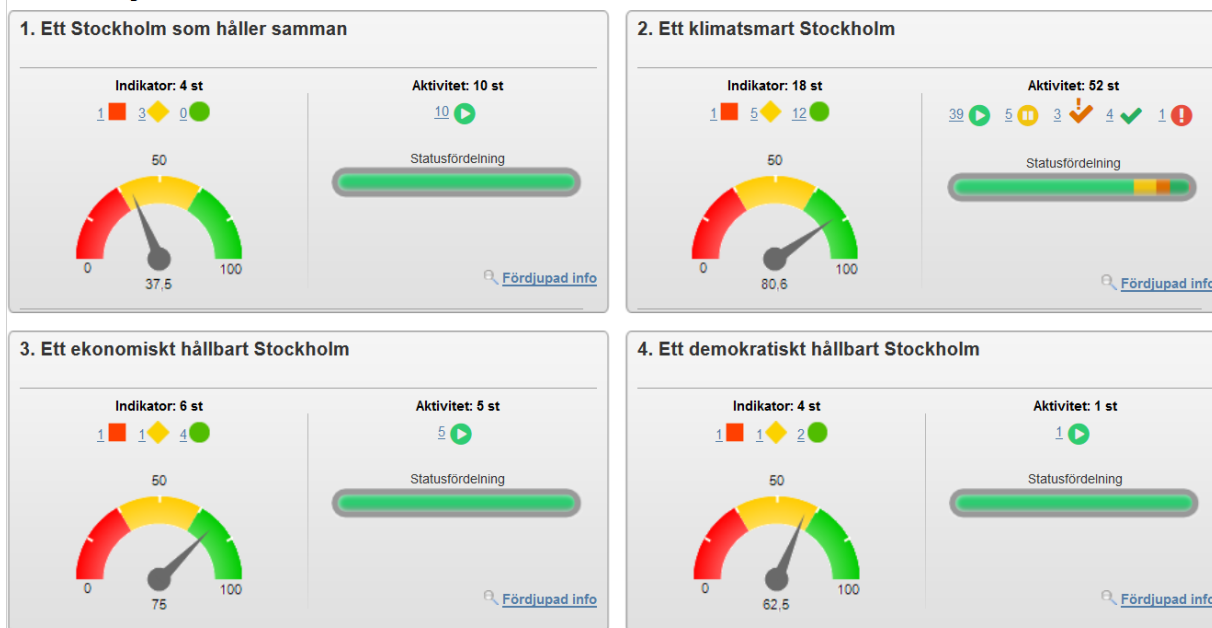 1. Ett Stockholm som håller samman
Indikator: 4 st
1 3 0
50
0 100
37,5
Aktivitet: 10 st
10
Statusfördelning
Fördjupad info
2. Ett klimatsmart Stockholm
Indikator: 18 st
1 5 12
50
0 100
80,6
Aktivitet: 52 st
39 5 3 4 1
Statusfördelning
Fördjupad info
3. Ett ekonomiskt hållbart Stockholm
Indikator: 6 st
1 1 4
50
0 100
75
Aktivitet: 5 st
5
Statusfördelning
Fördjupad info
4. Ett demokratiskt hållbart Stockholm
Indikator: 4 st
1 1 2
50
0 100
62,5
Aktivitet: 1 st
1
Statusfördelning
Fördjupad info